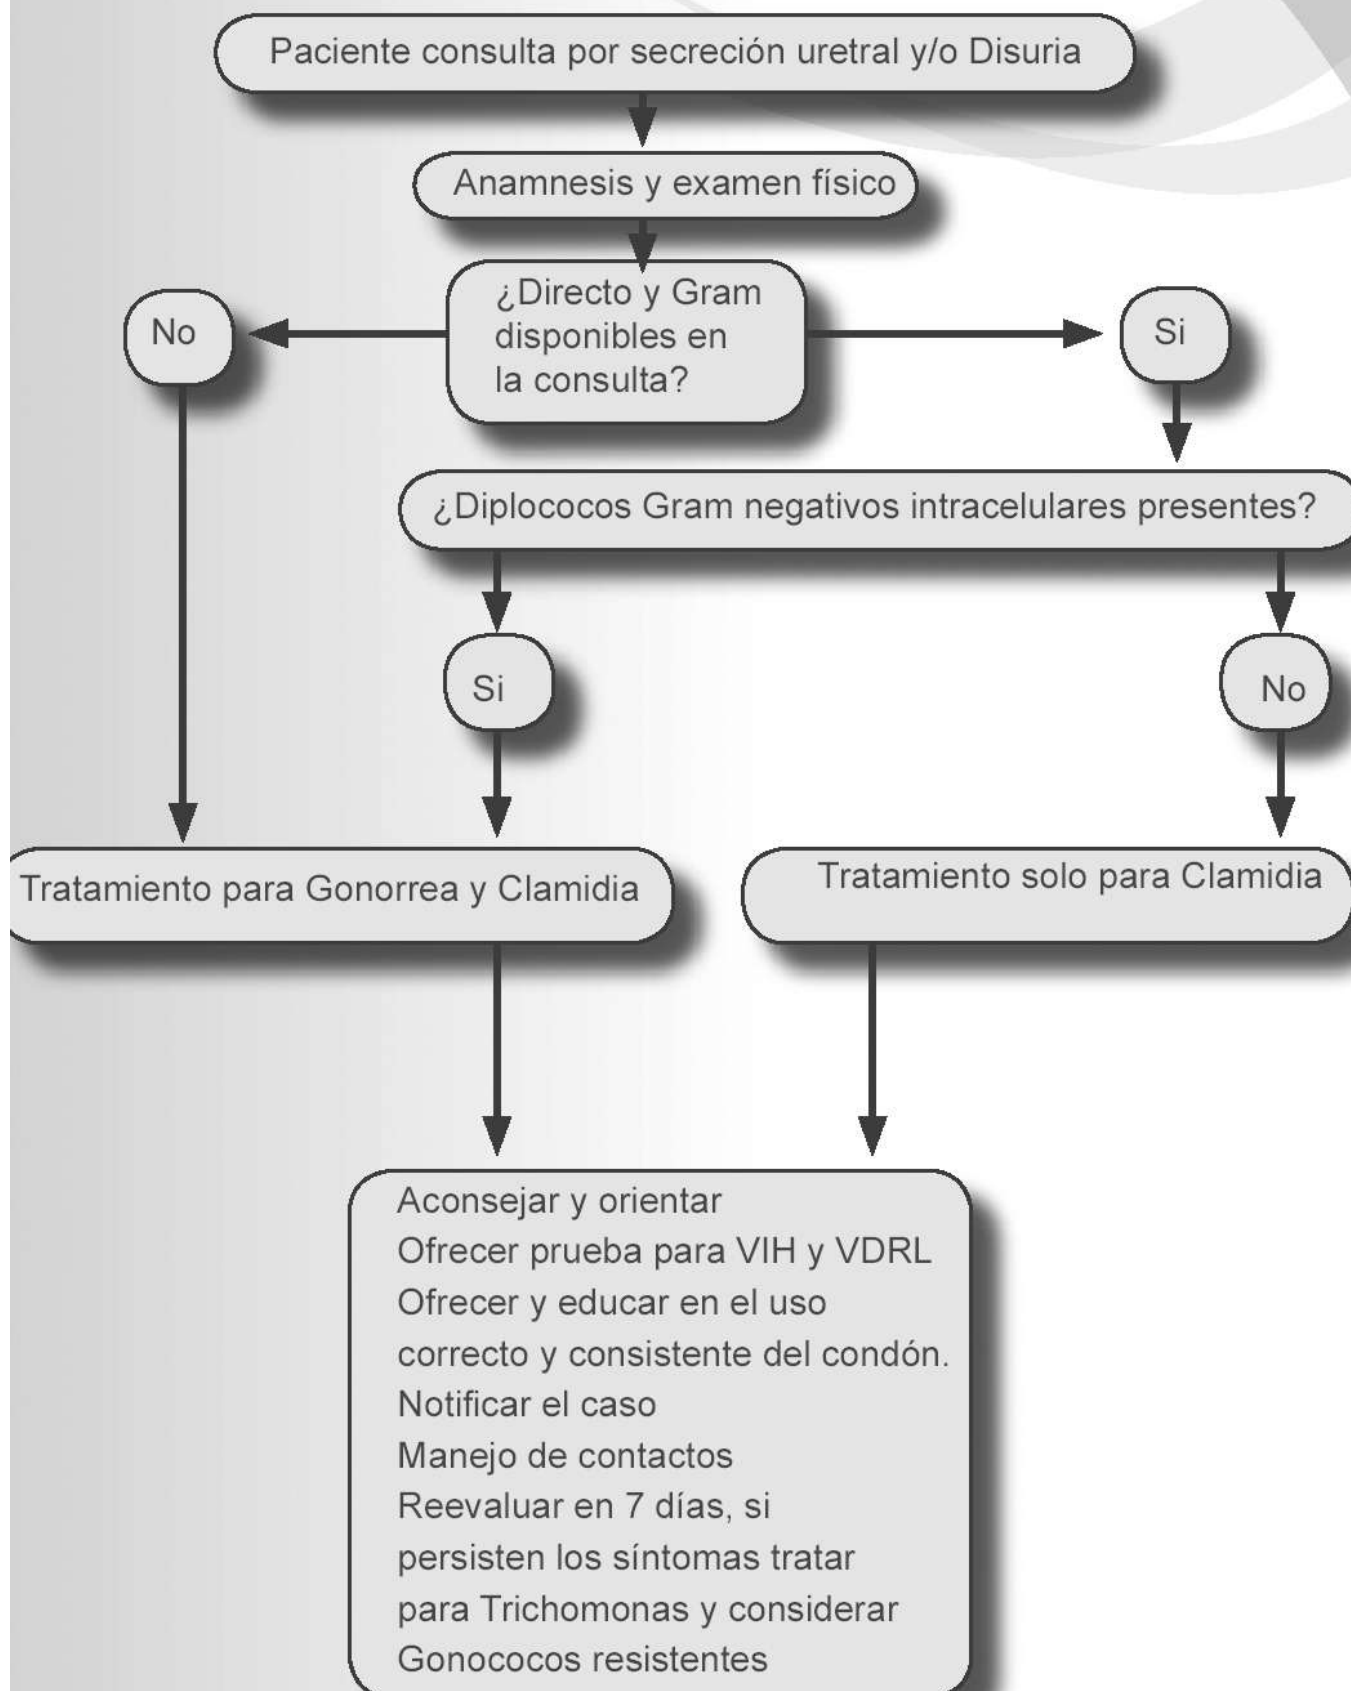 Paciente consulta por secreción uretral y/o Disuria
Anamnesis y examen físico
¿Directo y Gram
disponibles en
la consulta?
No
Si
¿Diplococos Gram negativos intracelulares presentes?
Si
No
Tratamiento para Gonorrea y Clamidia
Tratamiento solo para Clamidia
Aconsejar y orientar
Ofrecer prueba para VIH y VDRL
Ofrecer y educar en el uso
correcto y consistente del condón.
Notificar el caso
Manejo de contactos
Reevaluar en 7 días, si
persisten los síntomas tratar
para Trichomonas y considerar
Gonococos resistentes